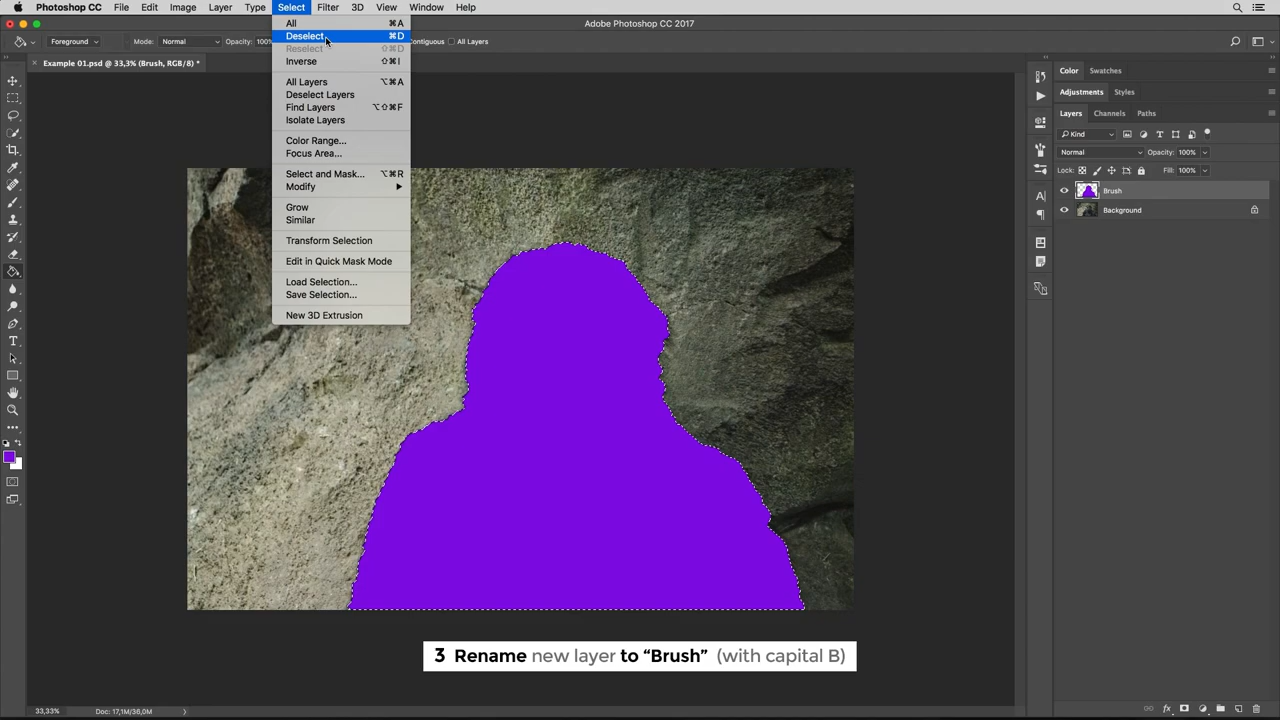 Photoshop CC File Edit Image Layer Type Select Filter 3D View Window Help
Adobe Photoshop CC 2017
Foreground Mode: Normal Opacity: 100% Contiguous All Layers
Example 01.psd @ 33,3% (Brush, RGB/8) *
All ⌘A
Deselect ⌘D
Reselect ⇧⌘D
Inverse ⇧⌘I
All Layers ⌥⌘A
Deselect Layers
Find Layers ⌥⇧⌘F
Isolate Layers
Color Range...
Focus Area...
Select and Mask... ⌥⌘R
Modify
Grow
Similar
Transform Selection
Edit in Quick Mask Mode
Load Selection...
Save Selection...
New 3D Extrusion
Color Swatches
Adjustments Styles
Layers Channels Paths
Kind
Normal Opacity: 100%
Lock: Fill: 100%
Brush
Background
3 Rename new layer to “Brush” (with capital B)
33,33% Doc: 17,1M/36,0M